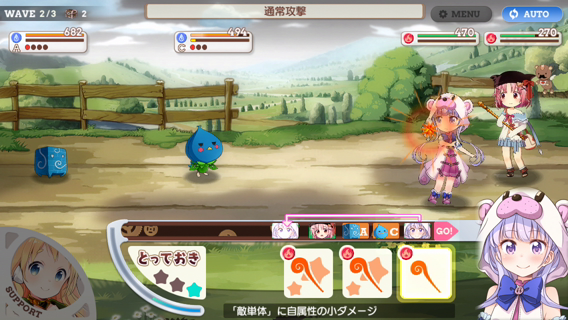 WAVE 2/3 2
通常攻撃
MENU
AUTO
682
A
494
C
470
270
A C GO!
とっておき
SUPPORT
「敵単体」に自属性の小ダメージ